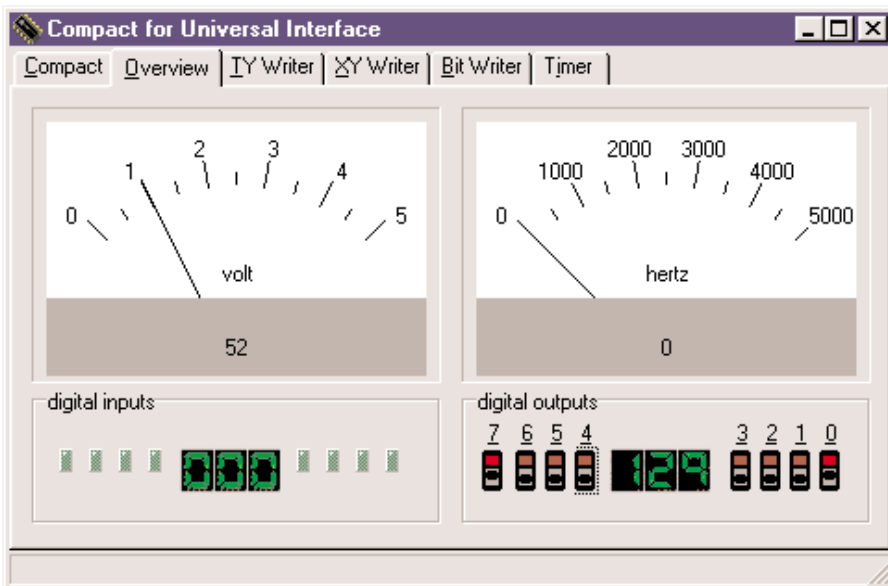 Compact for Universal Interface
Compact Overview TY Writer XY Writer Bit Writer Timer
0 1 2 3 4 5
volt
52
0 1000 2000 3000 4000 5000
hertz
0
digital inputs
000
digital outputs
7 6 5 4 129 3 2 1 0